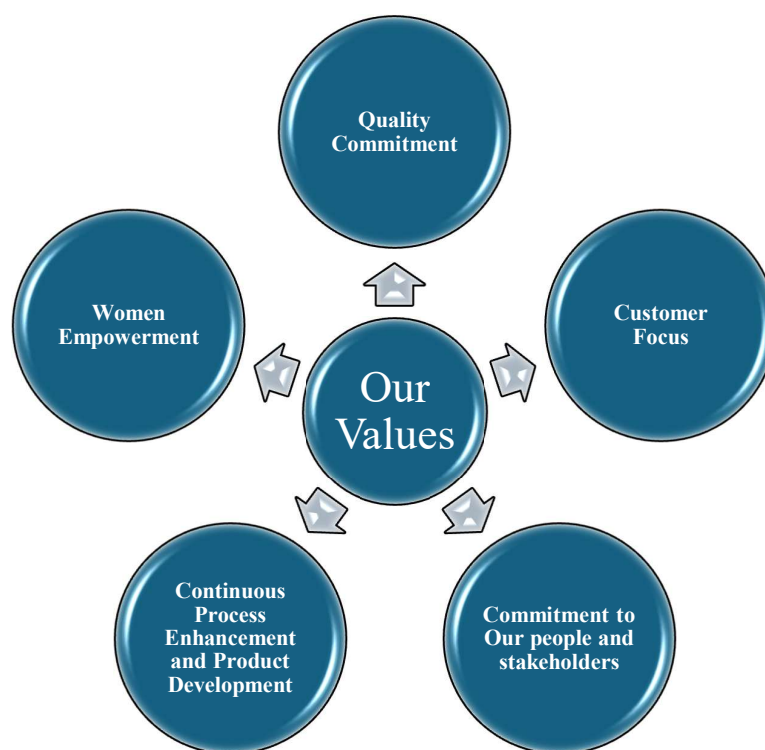 Quality
Commitment
Women
Empowerment
Customer
Focus
Our
Values
Continuous
Process
Enhancement
and Product
Development
Commitment to
Our people and
stakeholders